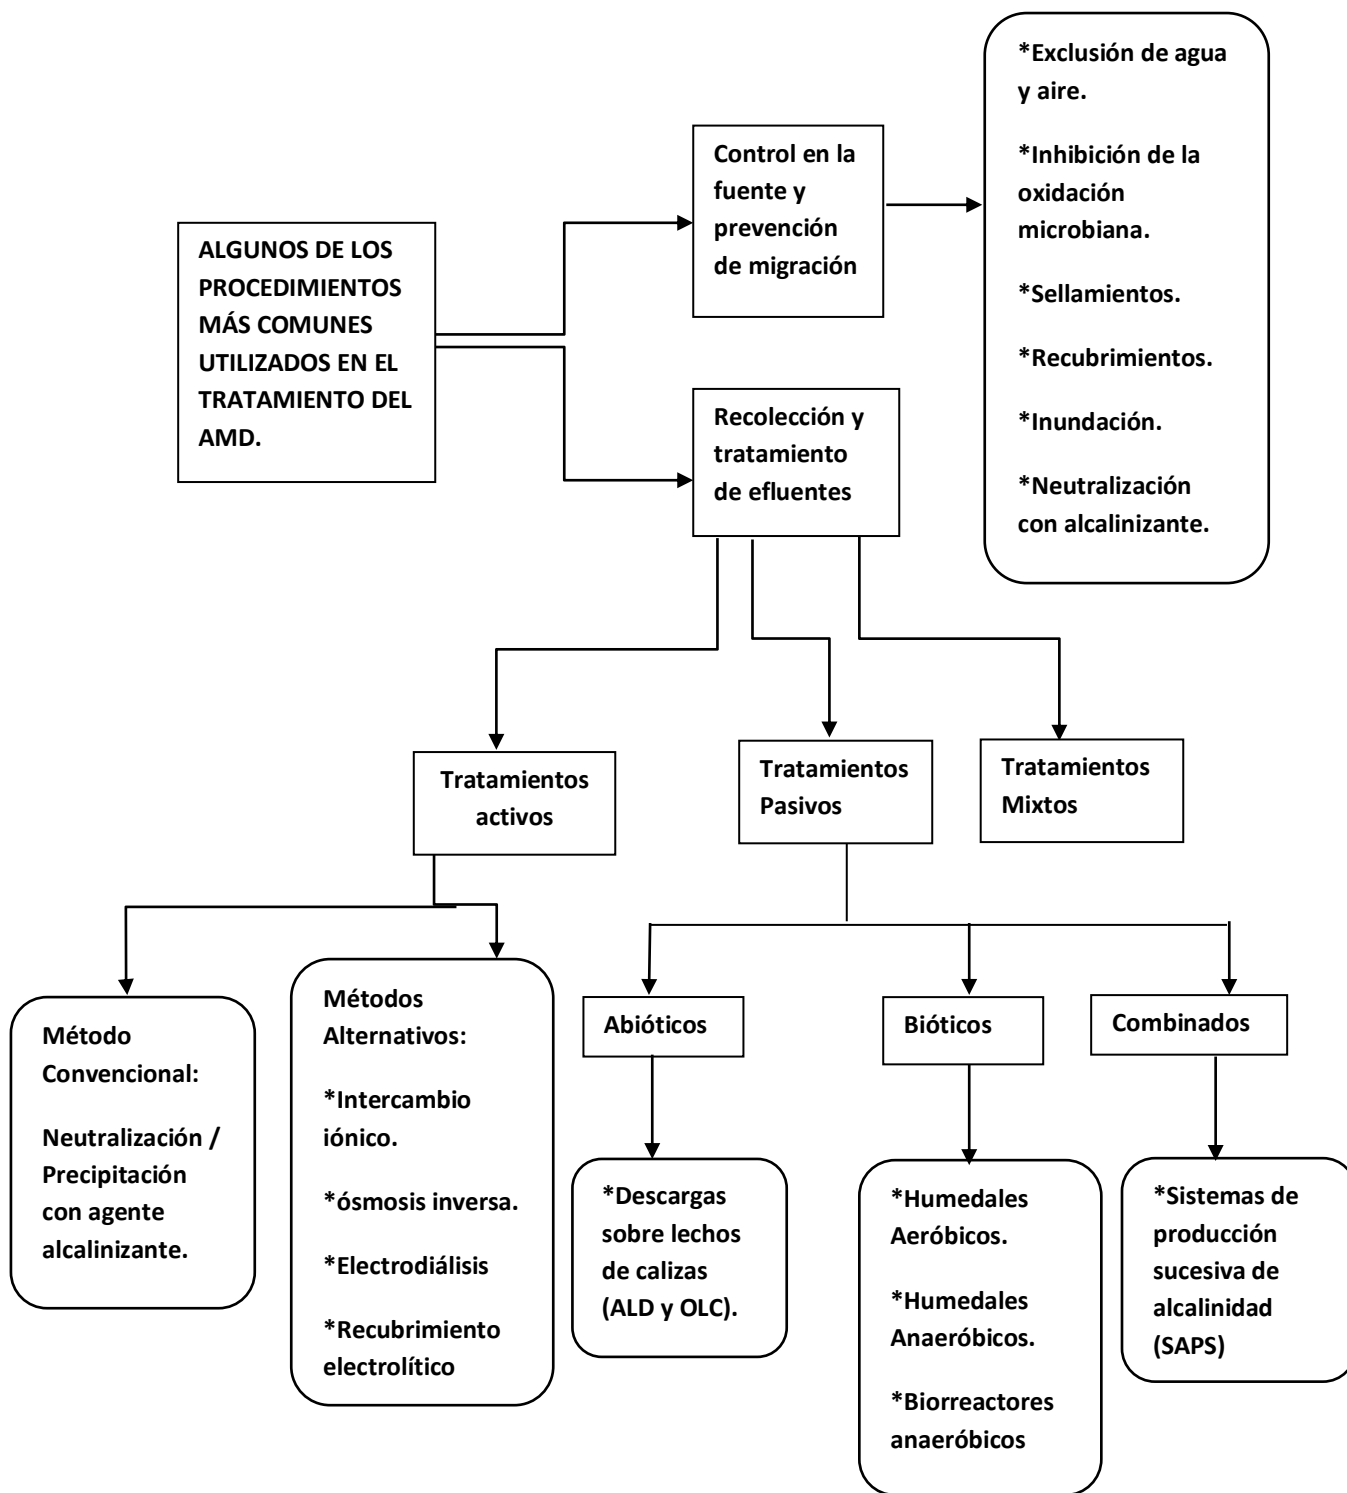 ALGUNOS DE LOS
PROCEDIMIENTOS
MÁS COMUNES
UTILIZADOS EN EL
TRATAMIENTO DEL
AMD.
Control en la
fuente y
prevención
de migración
*Exclusión de agua
y aire.
*Inhibición de la
oxidación
microbiana.
*Sellamientos.
*Recubrimientos.
*Inundación.
*Neutralización
con alcalinizante.
Recolección y
tratamiento
de efluentes
Tratamientos
activos
Tratamientos
Pasivos
Tratamientos
Mixtos
Método
Convencional:
Neutralización /
Precipitación
con agente
alcalinizante.
Métodos
Alternativos:
*Intercambio
iónico.
*ósmosis inversa.
*Electrodiálisis
*Recubrimiento
electrolítico
Abióticos
*Descargas
sobre lechos
de calizas
(ALD y OLC).
Bióticos
*Humedales
Aeróbicos.
*Humedales
Anaeróbicos.
*Biorreactores
anaeróbicos
Combinados
*Sistemas de
producción
sucesiva de
alcalinidad
(SAPS)